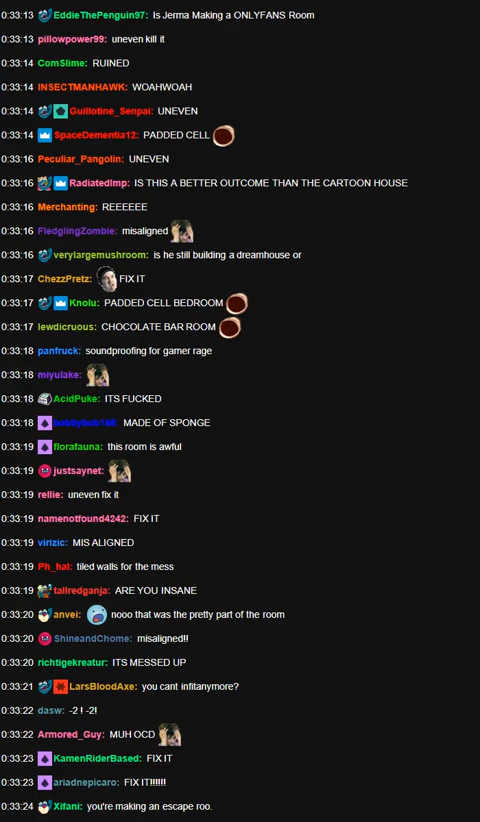 0:33:13 EddieThePenguin97: Is Jerma Making a ONLYFANS Room
0:33:13 pillowpower99: uneven kill it
0:33:14 ComSlime: RUINED
0:33:14 INSECTMANHAWK: WOAHWOAH
0:33:14 Guillotine_Senpai: UNEVEN
0:33:14 SpaceDementia12: PADDED CELL
0:33:16 Peculiar_Pangolin: UNEVEN
0:33:16 RadiatedImp: IS THIS A BETTER OUTCOME THAN THE CARTOON HOUSE
0:33:16 Merchanting: REEEEEE
0:33:16 FledglingZombie: misaligned
0:33:16 verylargemushroom: is he still building a dreamhouse or
0:33:17 ChezzPretz: FIX IT
0:33:17 Knolu: PADDED CELL BEDROOM
0:33:17 lewdicruous: CHOCOLATE BAR ROOM
0:33:18 panfruck: soundproofing for gamer rage
0:33:18 miyulake:
0:33:18 AcidPuke: ITS FUCKED
0:33:18 bobbybob188: MADE OF SPONGE
0:33:19 florafauna: this room is awful
0:33:19 justsaynet:
0:33:19 rellie: uneven fix it
0:33:19 namenotfound4242: FIX IT
0:33:19 virizic: MIS ALIGNED
0:33:19 Ph_hal: tiled walls for the mess
0:33:19 tallredganja: ARE YOU INSANE
0:33:20 anvei: nooo that was the pretty part of the room
0:33:20 ShineandChome: misaligned!!
0:33:20 richtigekreatur: ITS MESSED UP
0:33:21 LarsBloodAxe: you cant infitanymore?
0:33:22 dasw: -2 ! -2!
0:33:22 Armored_Guy: MUH OCD
0:33:23 KamenRiderBased: FIX IT
0:33:23 ariadnepicaro: FIX IT!!!!!!
0:33:24 Xifani: you're making an escape roo.